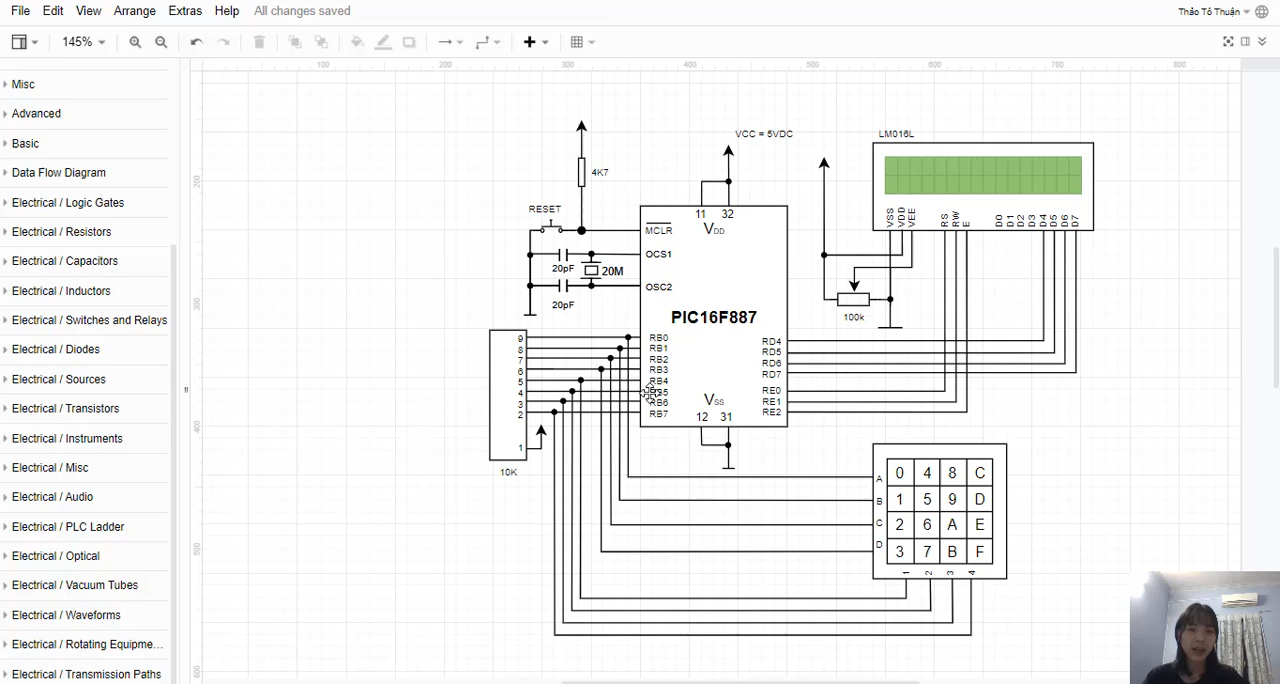 File Edit View Arrange Extras Help All changes saved
Thảo Tô Thuận
145%
100 200 300 400 500 600 700 800
Misc
Advanced
Basic
Data Flow Diagram
Electrical / Logic Gates
Electrical / Resistors
Electrical / Capacitors
Electrical / Inductors
Electrical / Switches and Relays
Electrical / Diodes
Electrical / Sources
Electrical / Transistors
Electrical / Instruments
Electrical / Misc
Electrical / Audio
Electrical / PLC Ladder
Electrical / Optical
Electrical / Vacuum Tubes
Electrical / Waveforms
Electrical / Rotating Equipme...
Electrical / Transmission Paths
200
300
400
500
600
VCC = 5VDC
LM016L
4K7
RESET
11 32
VDD
MCLR
OCS1
20pF
20M
OSC2
20pF
PIC16F887
VSS VDD VEE RS RW E D0 D1 D2 D3 D4 D5 D6 D7
100k
9 RB0
8 RB1
7 RB2
6 RB3
5 RB4
4
3 RB6
2 RB7
1
10K
RD4
RD5
RD6
RD7
RE0
RE1
RE2
VSS
12 31
A 0 4 8 C
B 1 5 9 D
C 2 6 A E
D 3 7 B F
1 2 3 4